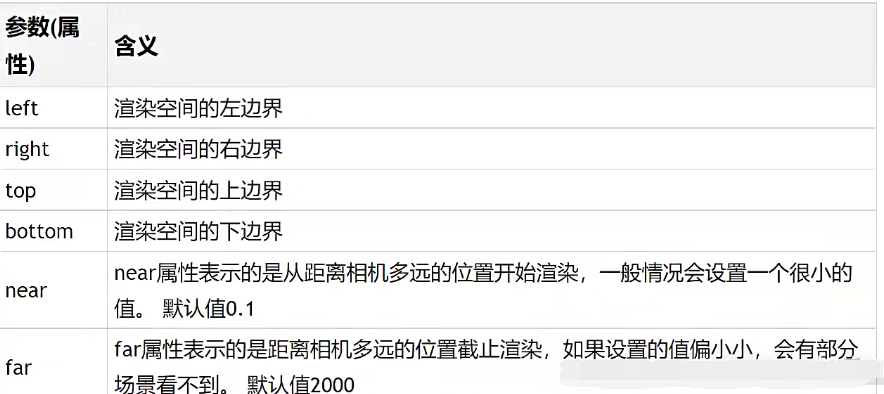 参数(属
性)
含义
left
渲染空间的左边界
right
渲染空间的右边界
top
渲染空间的上边界
bottom
渲染空间的下边界
near
near属性表示的是从距离相机多远的位置开始渲染，一般情况会设置一个很小的
值。 默认值0.1
far
far属性表示的是距离相机多远的位置截止渲染，如果设置的值偏小小，会有部分
场景看不到。 默认值2000